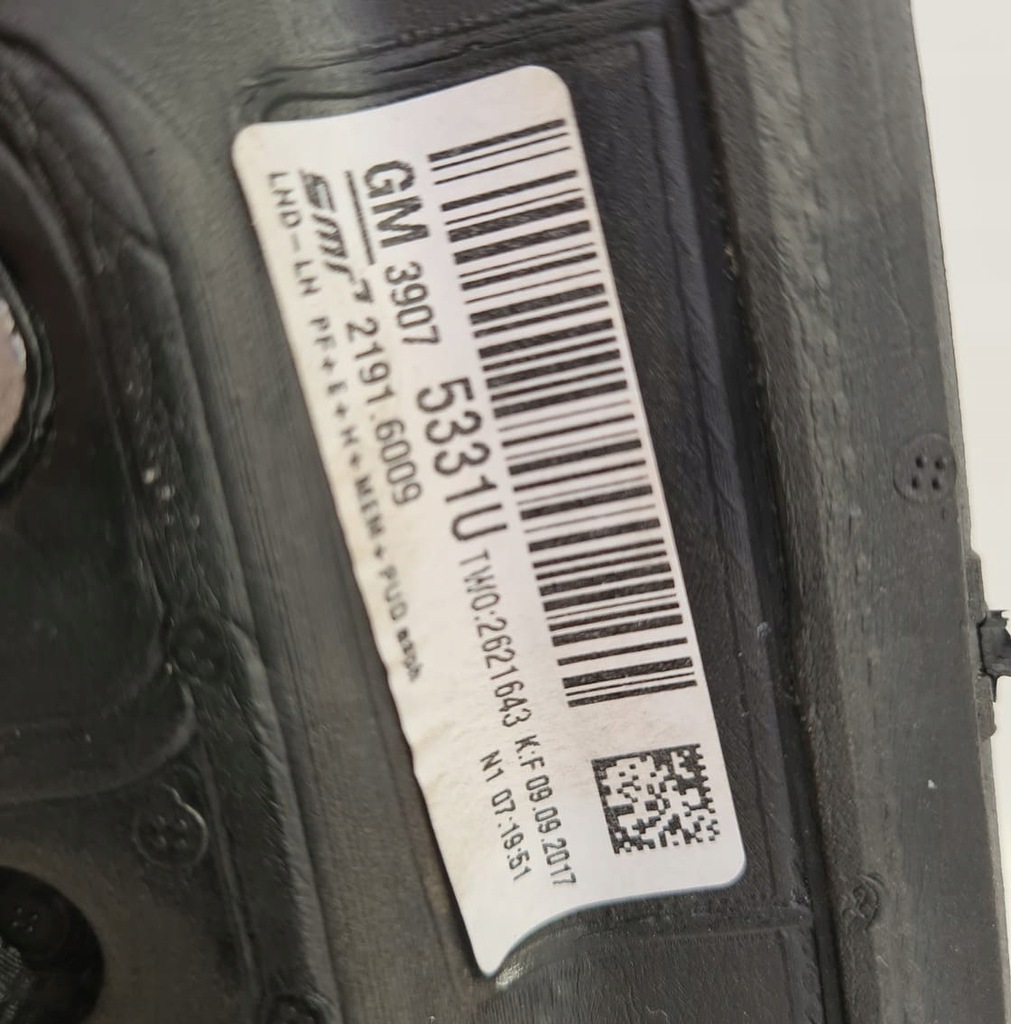 GM 3907 5331U TWO:2621643 K:F 09.09.2017
SMR 2191.6009 N1 07:19:51
LHD-LH PF+E+H+MEM+PUD asph